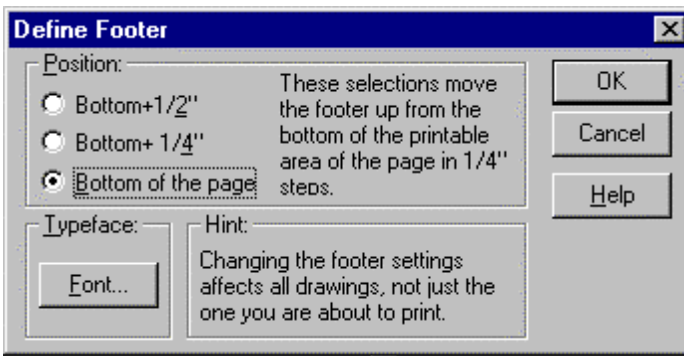 Define Footer
Position:
Bottom+1/2"
Bottom+ 1/4"
Bottom of the page
These selections move
the footer up from the
bottom of the printable
area of the page in 1/4"
steps.
OK
Cancel
Help
Typeface:
Font...
Hint:
Changing the footer settings
affects all drawings, not just the
one you are about to print.